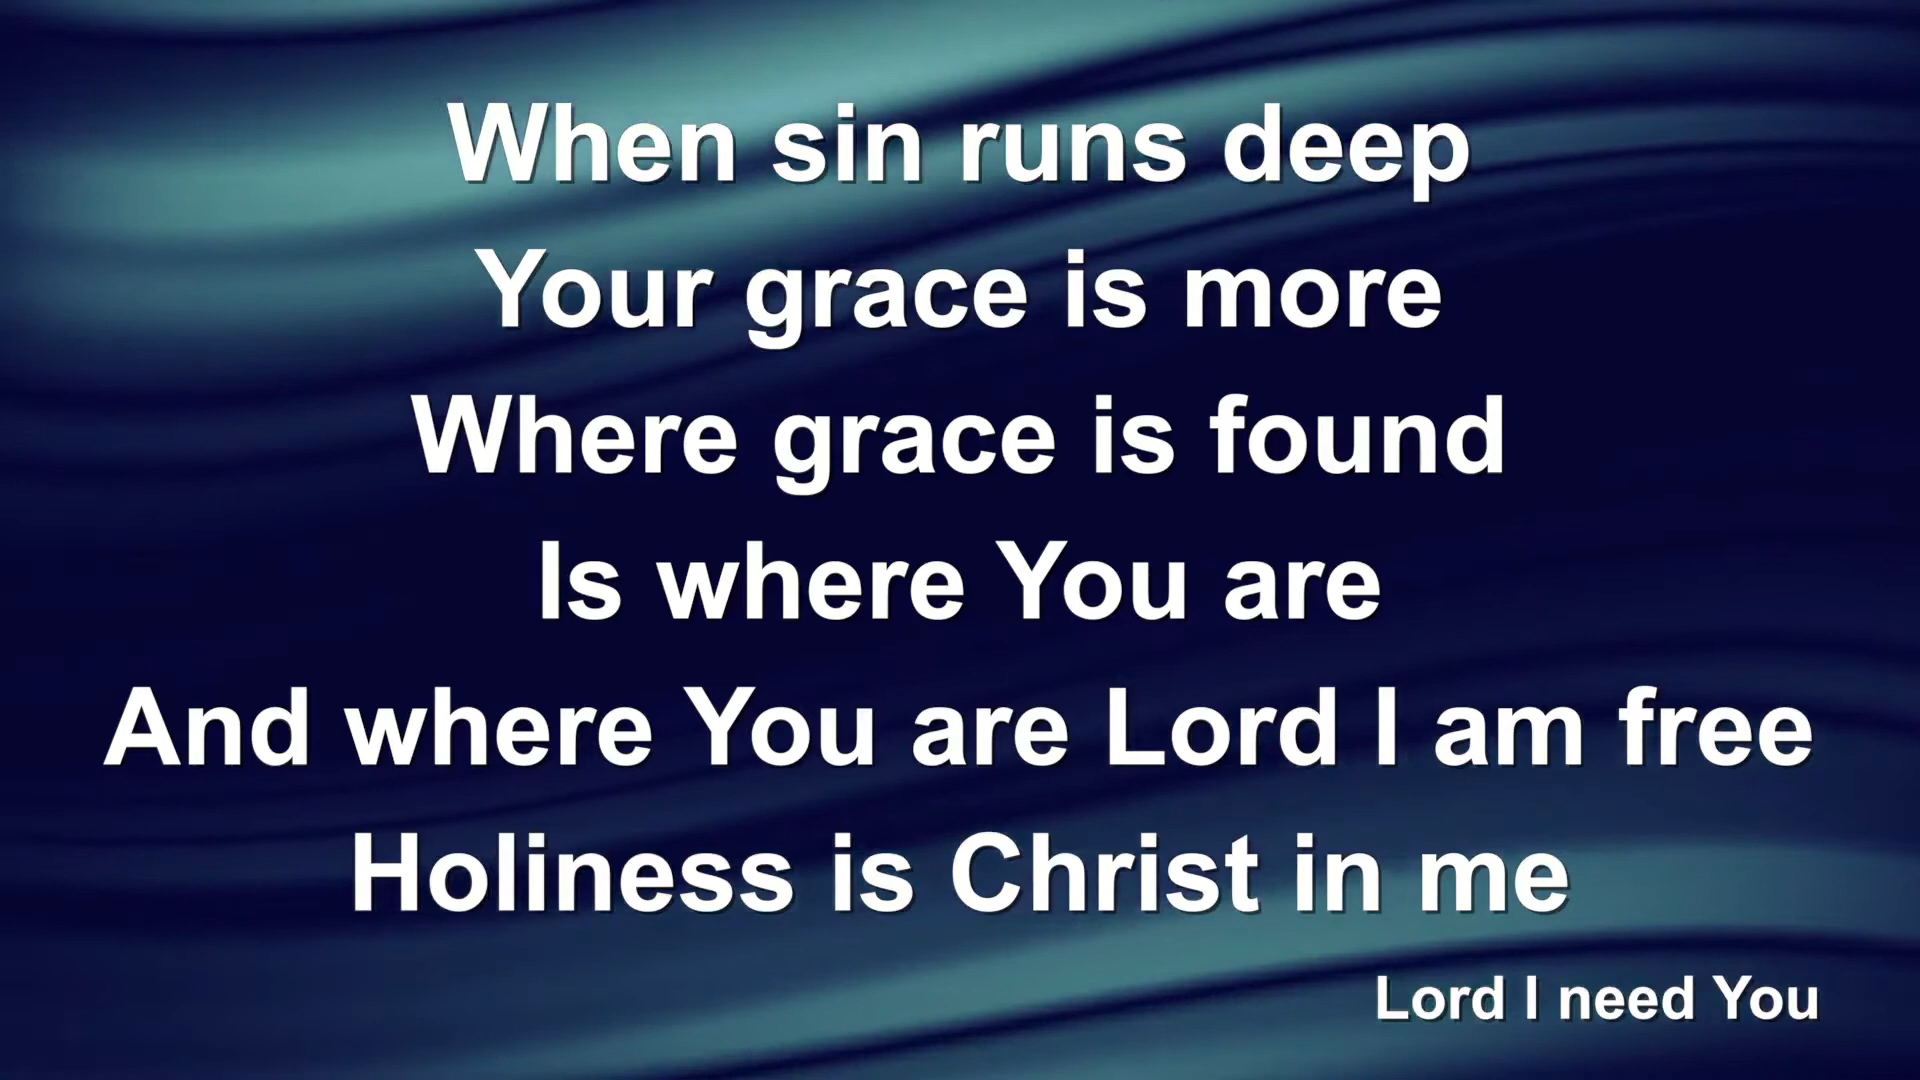 When sin runs deep
Your grace is more
Where grace is found
Is where You are
And where You are Lord I am free
Holiness is Christ in me
Lord I need You